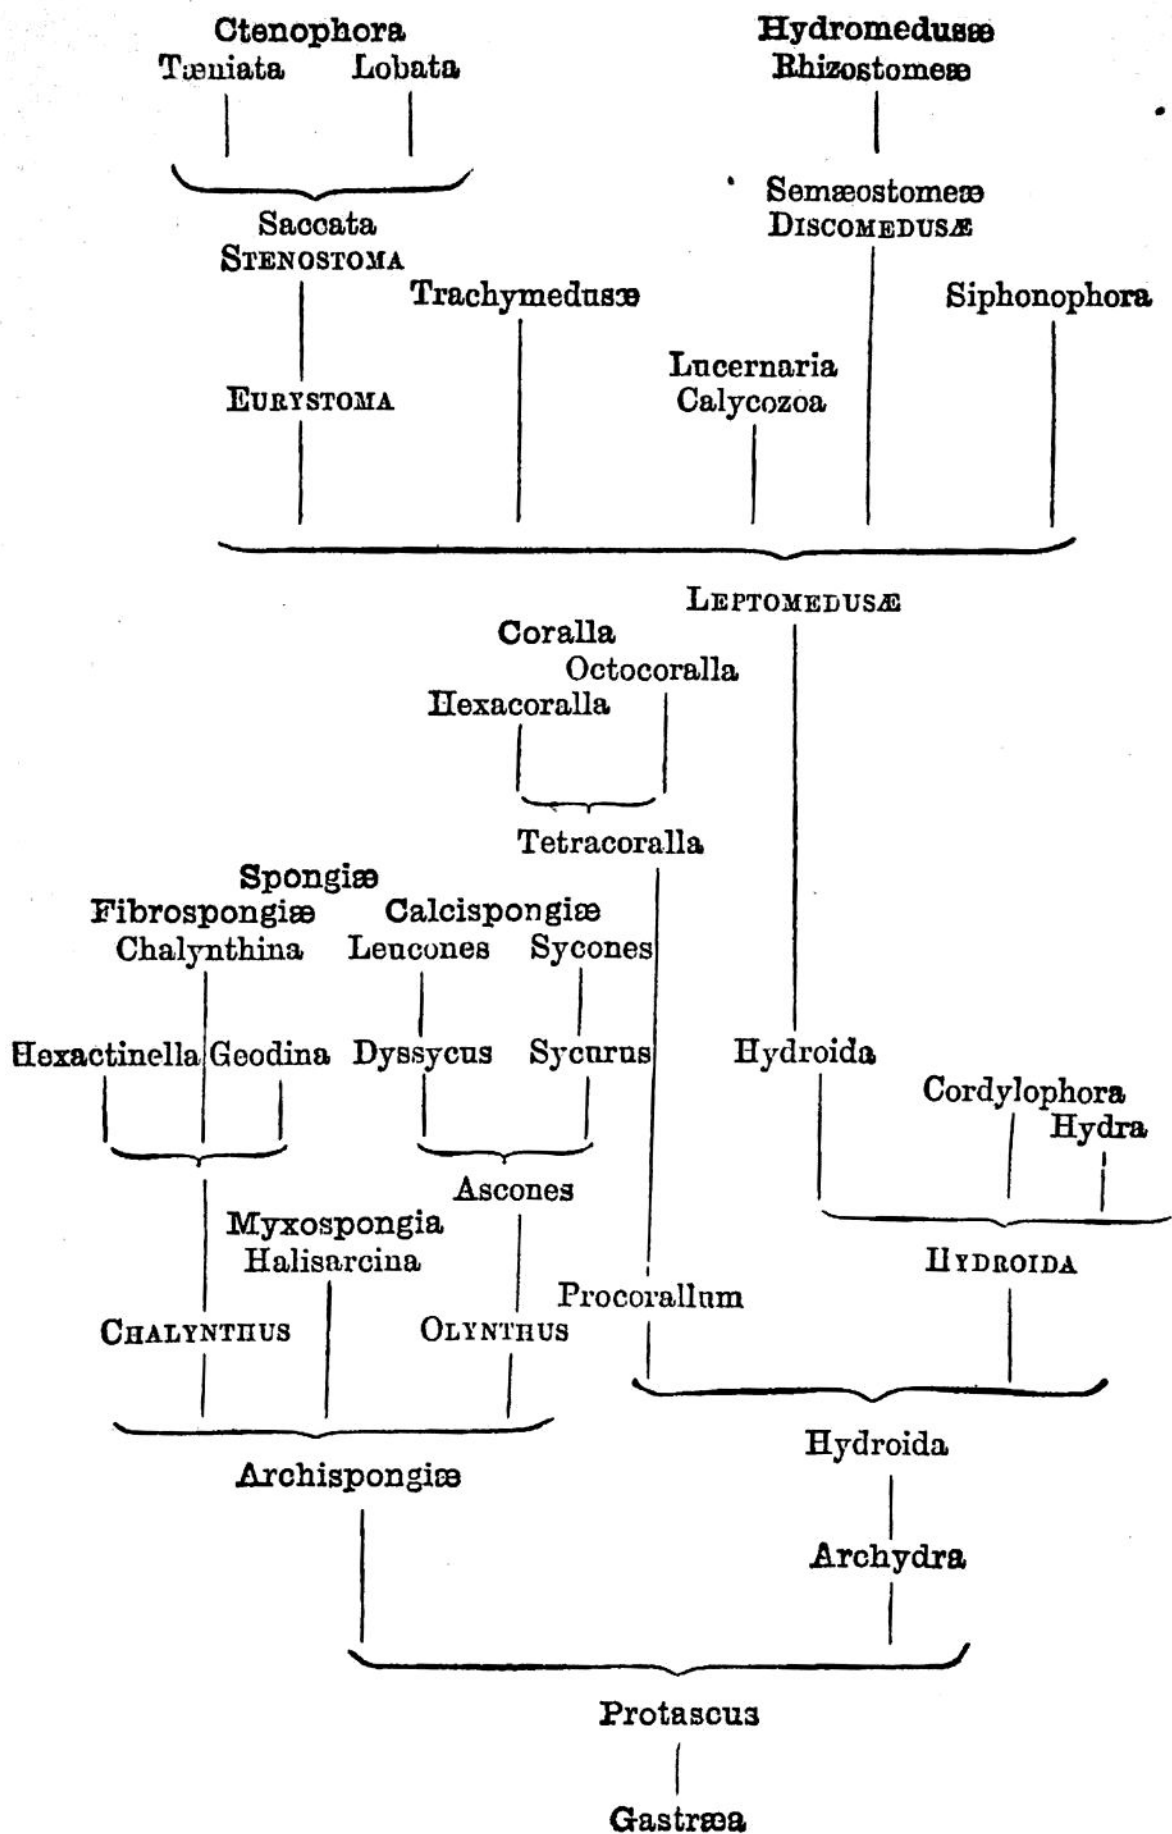 Ctenophora
Hydromedusæ
Tæniata Lobata
Rhizostomeæ
Semæostomeæ
DISCOMEDUSÆ
Saccata
STENOSTOMA
Trachymedusæ
Siphonophora
Lucernaria
Calycozoa
EURYSTOMA
LEPTOMEDUSÆ
Coralla
Octocoralla
Hexacoralla
Tetracoralla
Spongiæ
Fibrospongiæ Calcispongiæ
Chalynthina Leucones Sycones
Hexactinella Geodina Dyssycus Sycurus Hydroida
Cordylophora
Hydra
Ascones
Myxospongia
Halisarcina
HYDROIDA
Procorallum
CHALYNTHUS OLYNTHUS
Hydroida
Archispongiæ
Archydra
Protascus
Gastræa